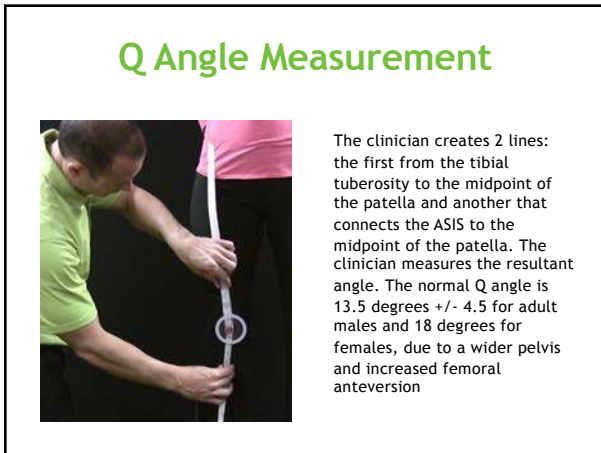 Q Angle Measurement
The clinician creates 2 lines:
the first from the tibial
tuberosity to the midpoint of
the patella and another that
connects the ASIS to the
midpoint of the patella. The
clinician measures the resultant
angle. The normal Q angle is
13.5 degrees +/- 4.5 for adult
males and 18 degrees for
females, due to a wider pelvis
and increased femoral
anteversion